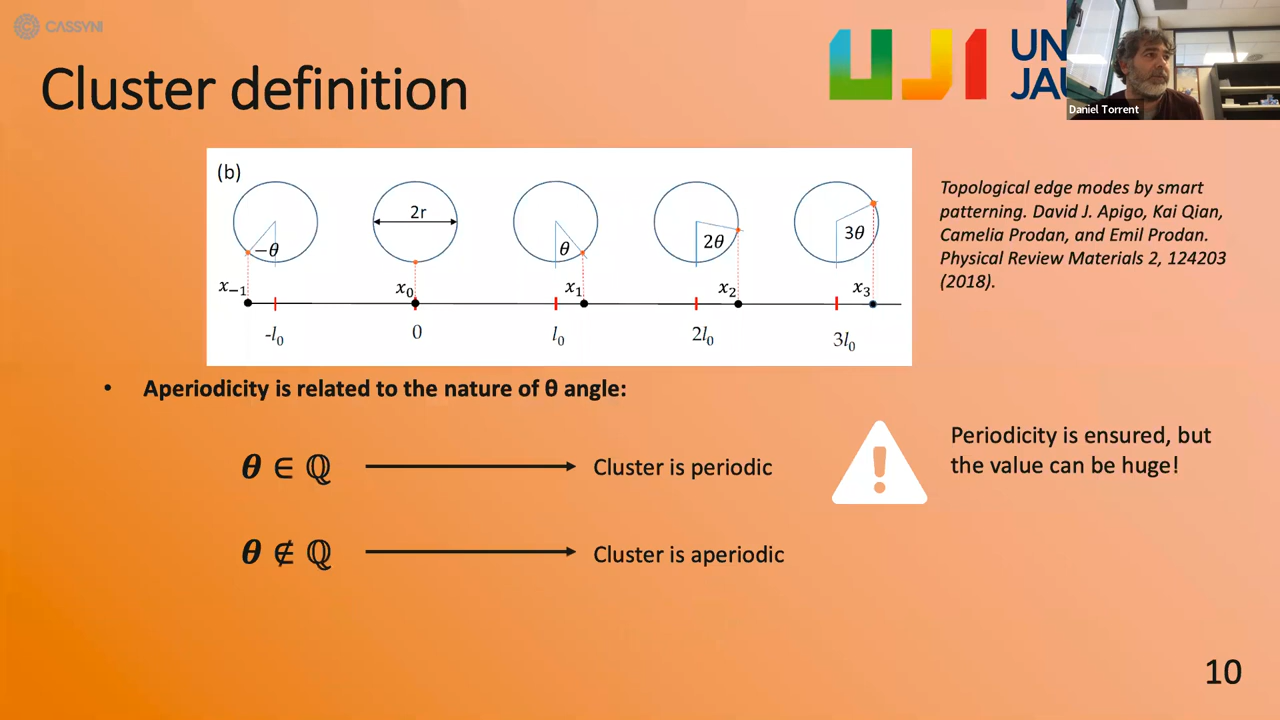 CASSYNI
Cluster definition
UJI
UN
JAU
Daniel Torrent
(b)
−θ
2r
θ
2θ
3θ
x₋₁
x₀
x₁
x₂
x₃
-l₀
0
l₀
2l₀
3l₀
Topological edge modes by smart
patterning. David J. Apigo, Kai Qian,
Camelia Prodan, and Emil Prodan.
Physical Review Materials 2, 124203
(2018).
• Aperiodicity is related to the nature of θ angle:
θ ∈ ℚ
Cluster is periodic
Periodicity is ensured, but
the value can be huge!
θ ∉ ℚ
Cluster is aperiodic
10